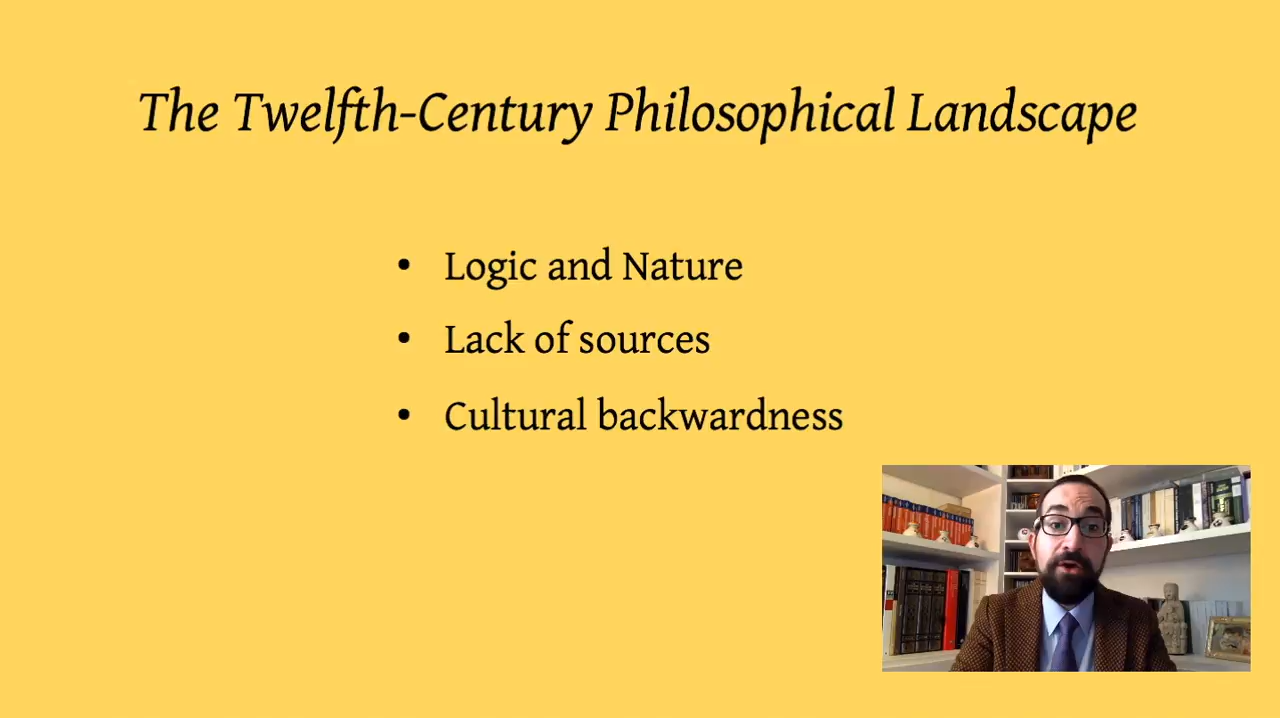 The Twelfth-Century Philosophical Landscape
• Logic and Nature
• Lack of sources
• Cultural backwardness